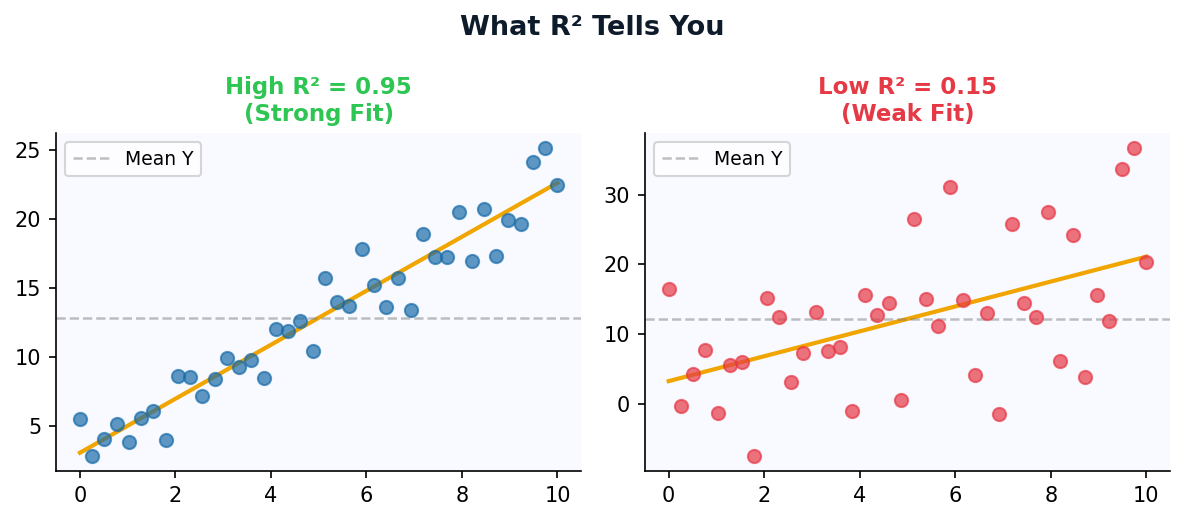 What R² Tells You
High R² = 0.95
(Strong Fit)
Mean Y
25
20
15
10
5
0 2 4 6 8 10
Low R² = 0.15
(Weak Fit)
Mean Y
30
20
10
0
0 2 4 6 8 10